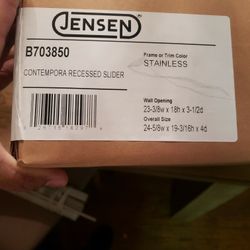 JENSEN
B703850
CONTEMPORA RECESSED SLIDER
Frame or Trim Color
STAINLESS
Wall Opening
23-3/8w x 18h x 3-1/2d
Overall Size
24-5/8w x 19-3/16h x 4d